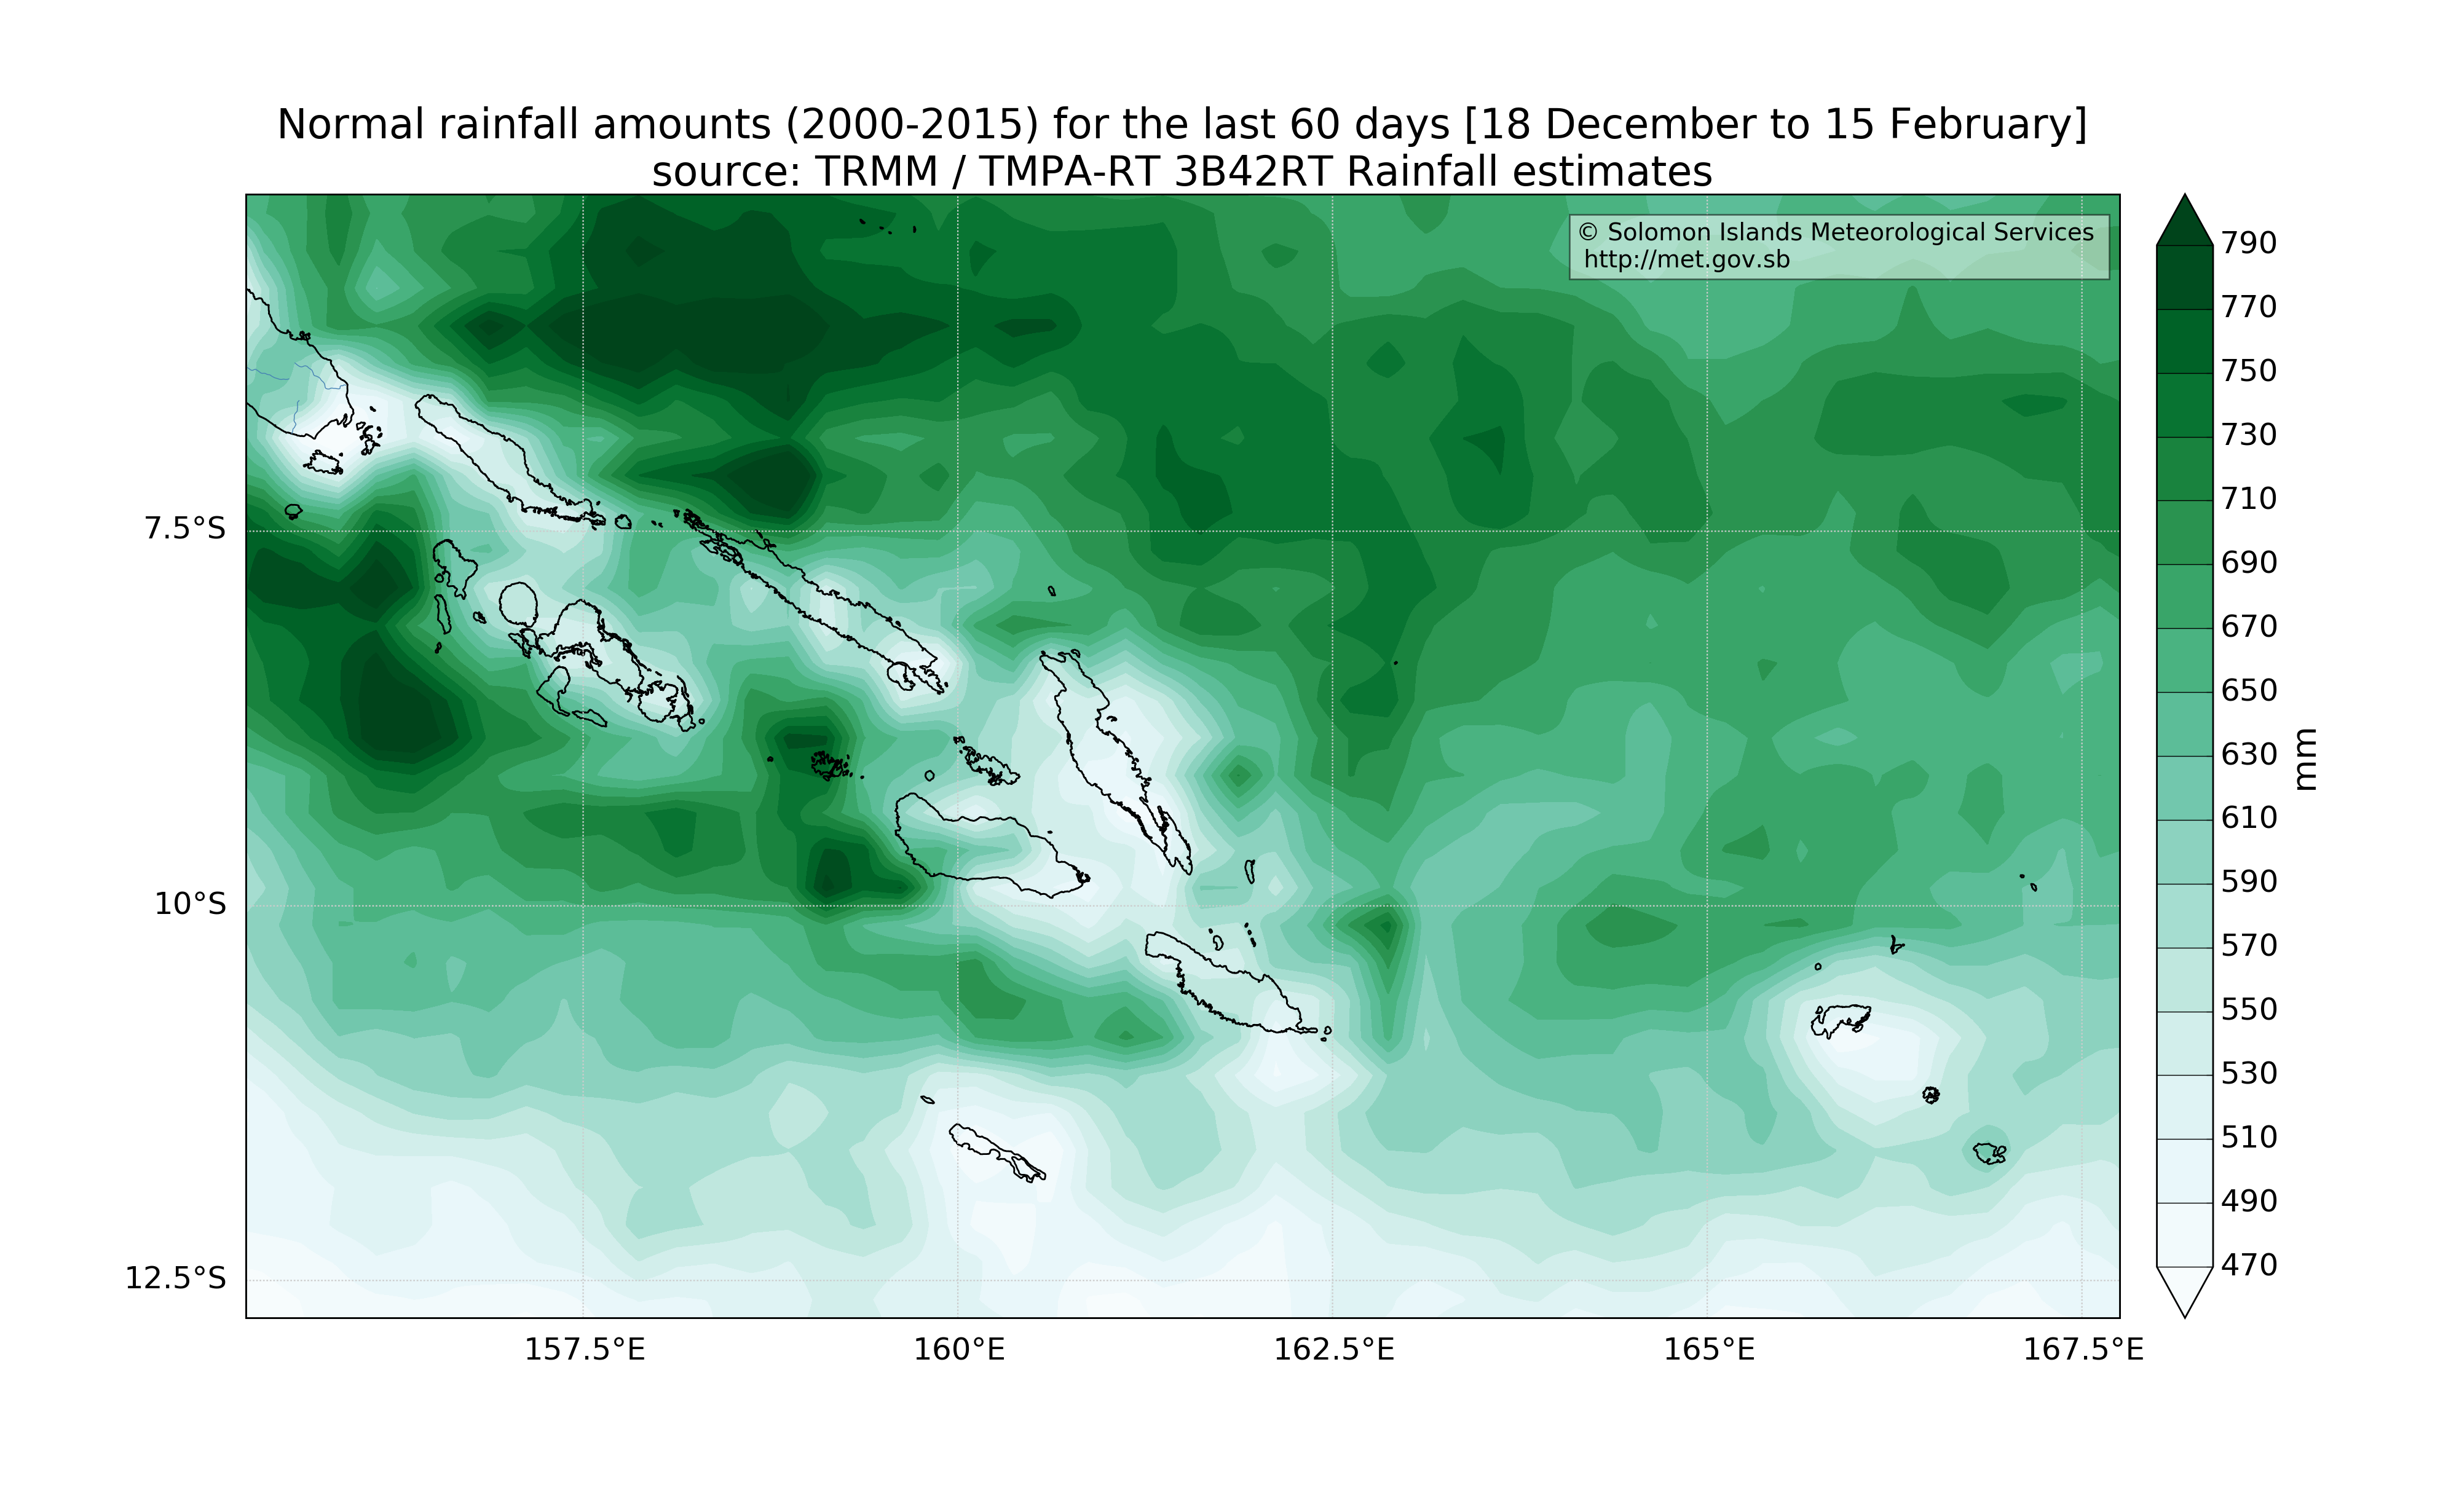 Normal rainfall amounts (2000-2015) for the last 60 days [18 December to 15 February]
source: TRMM / TMPA-RT 3B42RT Rainfall estimates
© Solomon Islands Meteorological Services
http://met.gov.sb
790
770
750
730
710
690
670
650
630
610
590
570
550
530
510
490
470
mm
7.5°S
10°S
12.5°S
157.5°E
160°E
162.5°E
165°E
167.5°E